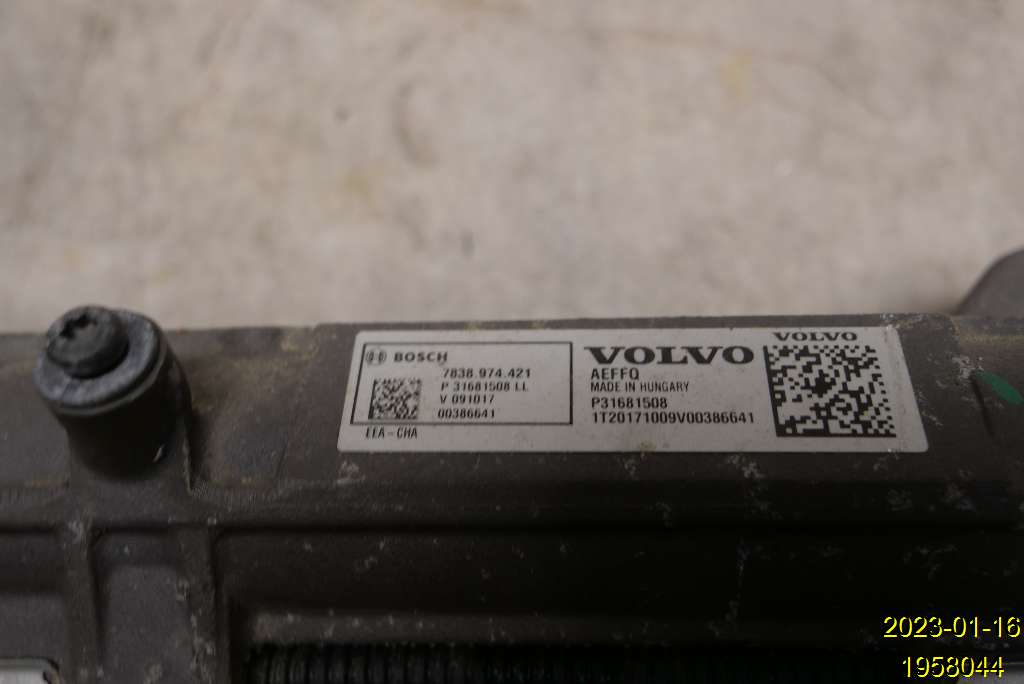 BOSCH
7838.974.421
P 31681508 LL
V 091017
00386641
EEA-CHA
VOLVO
AEFFQ
MADE IN HUNGARY
P31681508
1T20171009V00386641
VOLVO
2023-01-16
1958044